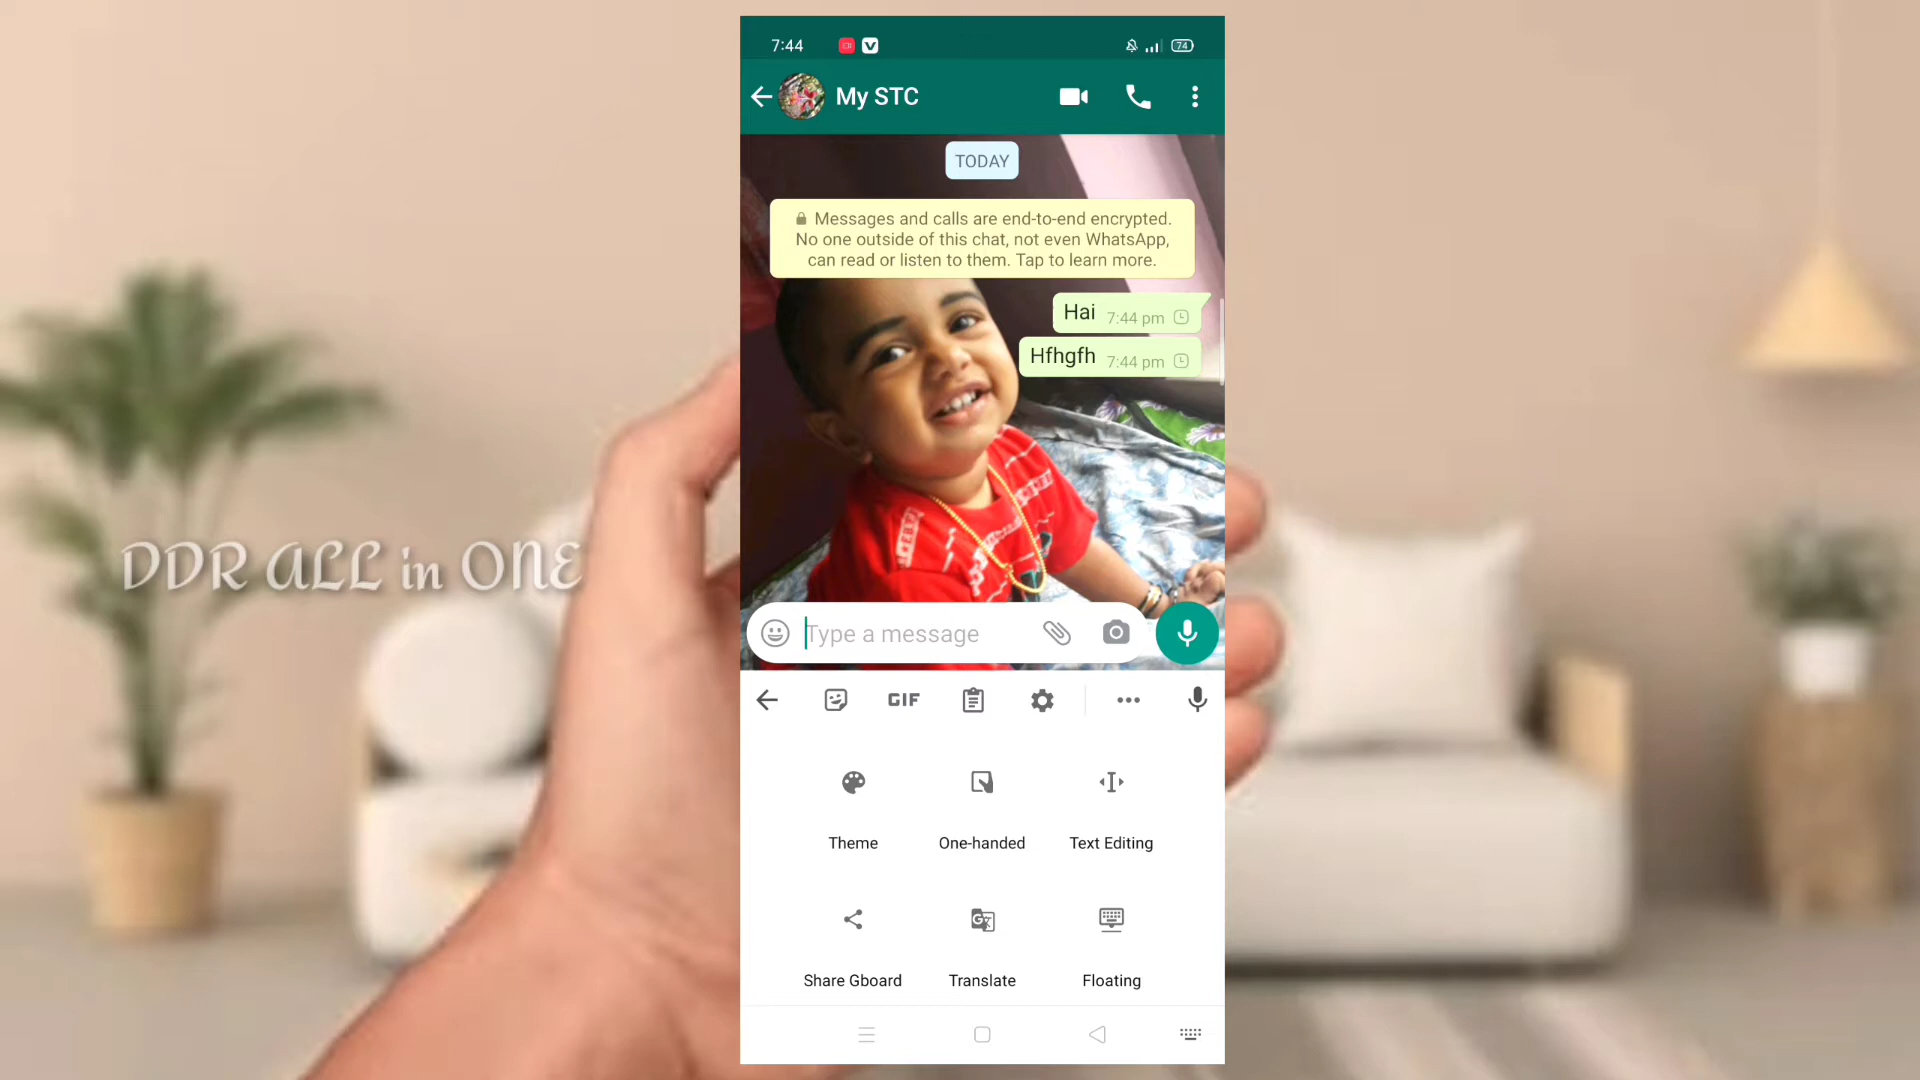 7:44
74
My STC
TODAY
Messages and calls are end-to-end encrypted.
No one outside of this chat, not even WhatsApp,
can read or listen to them. Tap to learn more.
Hai 7:44 pm
Hfhgfh 7:44 pm
DDR ALL in ONE
Type a message
GIF
Theme
One-handed
Text Editing
Share Gboard
Translate
Floating